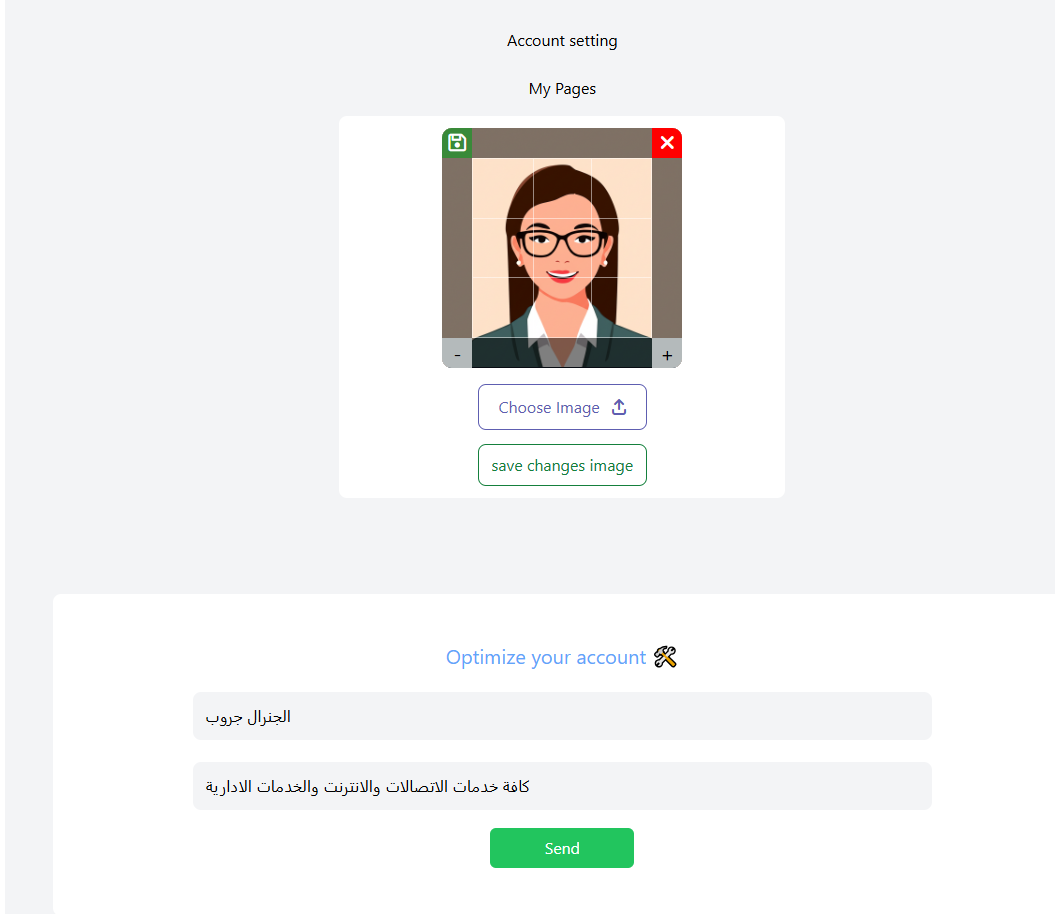 Account setting
My Pages
-
+
Choose Image
save changes image
Optimize your account
الجنرال جروب
كافة خدمات الاتصالات والانترنت والخدمات الادارية
Send